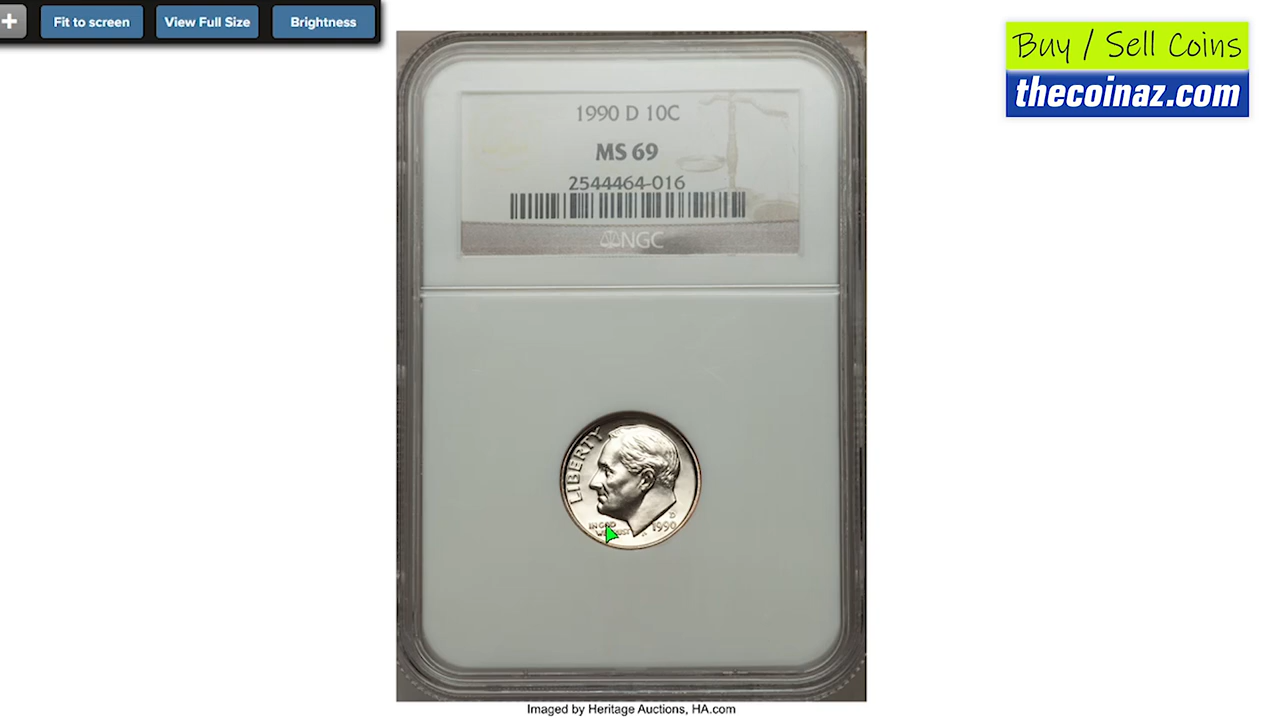 +
Fit to screen
View Full Size
Brightness
Buy / Sell Coins
thecoinaz.com
1990 D 10C
MS 69
2544464-016
NGC
LIBERTY
IN GOD
WE TRUST
D
1990
Imaged by Heritage Auctions, HA.com